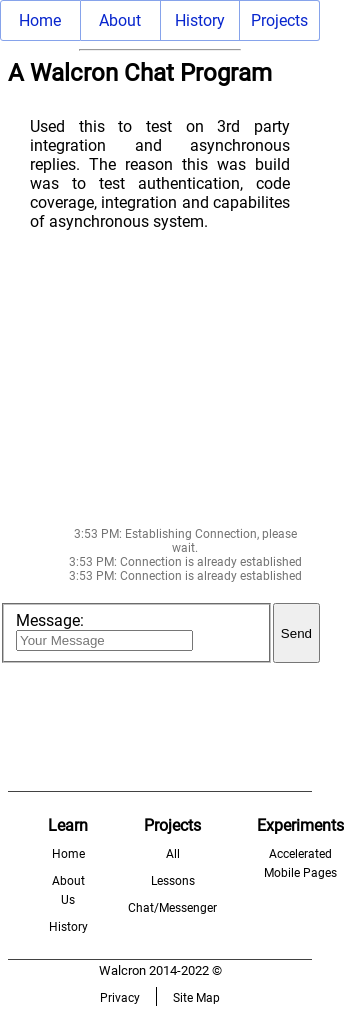 Home About History Projects
A Walcron Chat Program
Used this to test on 3rd party
integration and asynchronous
replies. The reason this was build
was to test authentication, code
coverage, integration and capabilites
of asynchronous system.
3:53 PM: Establishing Connection, please
wait.
3:53 PM: Connection is already established
3:53 PM: Connection is already established
Message:
Your Message
Send
Learn
Home
About
Us
History
Projects
All
Lessons
Chat/Messenger
Experiments
Accelerated
Mobile Pages
Walcron 2014-2022 ©
Privacy Site Map